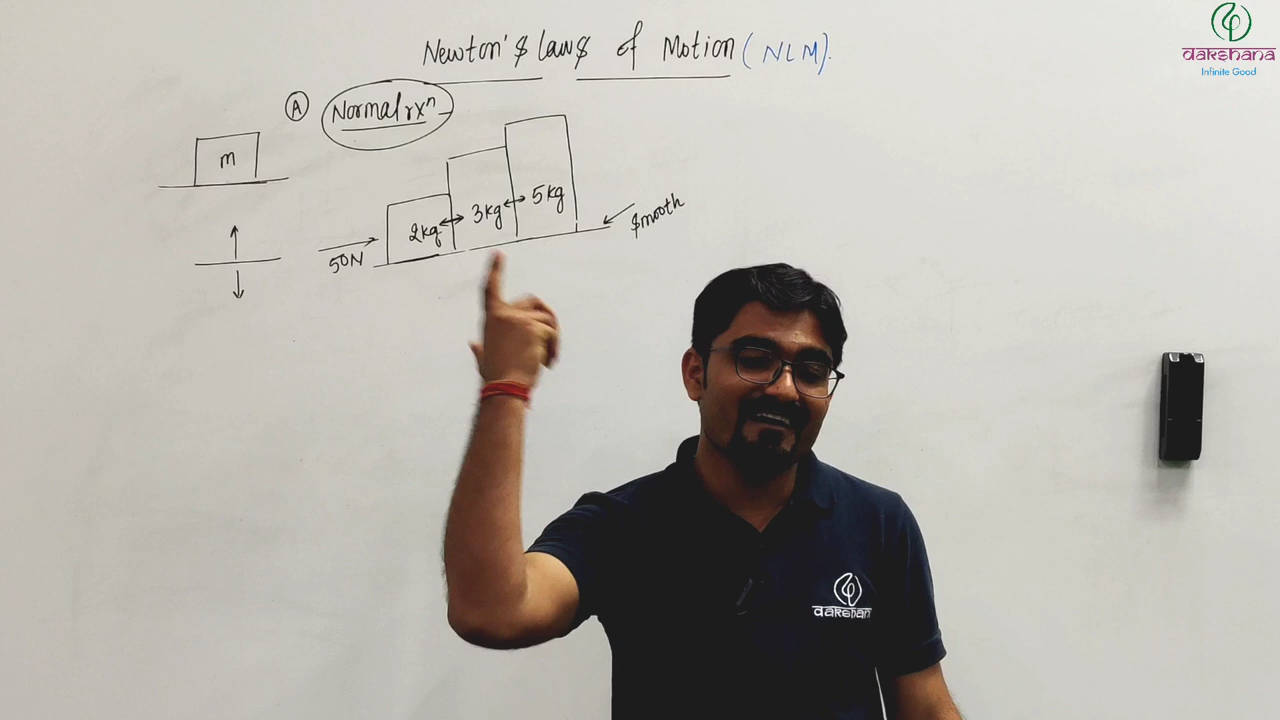 Newton's Laws of Motion (NLM).
A Normal rxⁿ
m
2kg 3kg 5kg
50N
smooth
dakshana
Infinite Good
dakshana